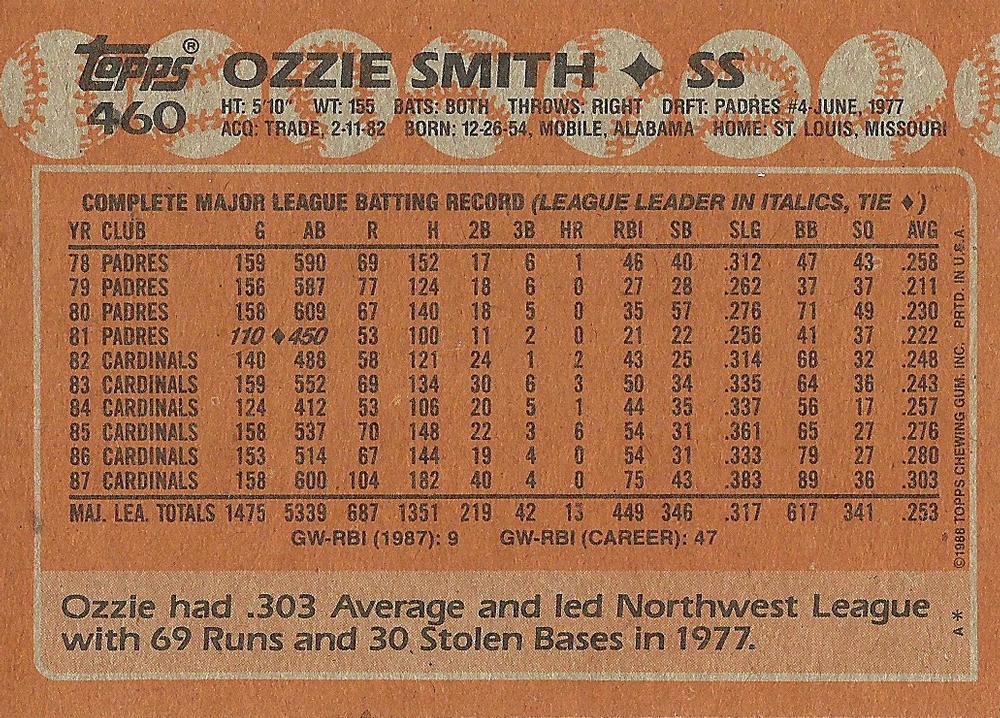 topps® OZZIE SMITH ✦ SS
460 HT: 5'10" WT: 155 BATS: BOTH THROWS: RIGHT DRFT: PADRES #4-JUNE, 1977
ACQ: TRADE, 2-11-82 BORN: 12-26-54, MOBILE, ALABAMA HOME: ST. LOUIS, MISSOURI
COMPLETE MAJOR LEAGUE BATTING RECORD (LEAGUE LEADER IN ITALICS, TIE ♦)
YR CLUB G AB R H 2B 3B HR RBI SB SLG BB SO AVG
78 PADRES 159 590 69 152 17 6 1 46 40 .312 47 43 .258
79 PADRES 156 587 77 124 18 6 0 27 28 .262 37 37 .211
80 PADRES 158 609 67 140 18 5 0 35 57 .276 71 49 .230
81 PADRES 110 ♦450 53 100 11 2 0 21 22 .256 41 37 .222
82 CARDINALS 140 488 58 121 24 1 2 43 25 .314 68 32 .248
83 CARDINALS 159 552 69 134 30 6 3 50 34 .335 64 36 .243
84 CARDINALS 124 412 53 106 20 5 1 44 35 .337 56 17 .257
85 CARDINALS 158 537 70 148 22 3 6 54 31 .361 65 27 .276
86 CARDINALS 153 514 67 144 19 4 0 54 31 .333 79 27 .280
87 CARDINALS 158 600 104 182 40 4 0 75 43 .383 89 36 .303
MAJ. LEA. TOTALS 1475 5339 687 1351 219 42 13 449 346 .317 617 341 .253
GW-RBI (1987): 9 GW-RBI (CAREER): 47
Ozzie had .303 Average and led Northwest League
with 69 Runs and 30 Stolen Bases in 1977.
©1988 TOPPS CHEWING GUM, INC. PRTD. IN U.S.A.
A *